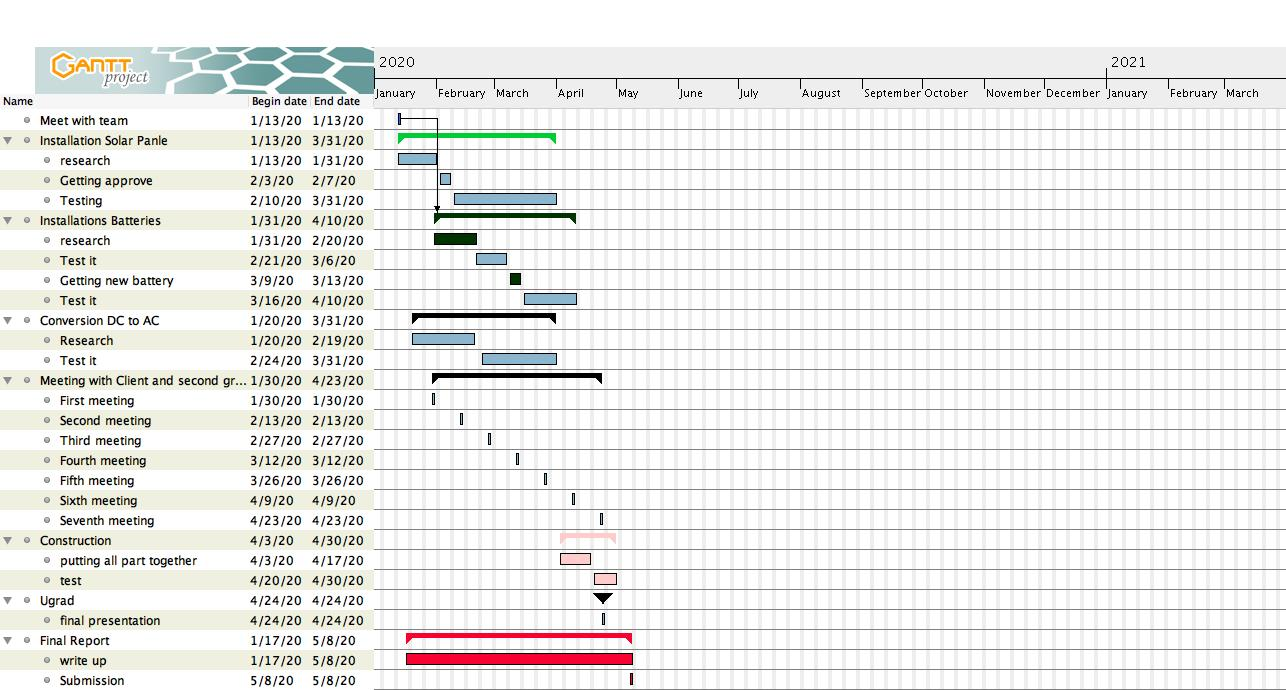 2020 2021
GANTT project
January February March April May June July August September October November December January February March
Name Begin date End date
Meet with team 1/13/20 1/13/20
Installation Solar Panle 1/13/20 3/31/20
research 1/13/20 1/31/20
Getting approve 2/3/20 2/7/20
Testing 2/10/20 3/31/20
Installations Batteries 1/31/20 4/10/20
research 1/31/20 2/20/20
Test it 2/21/20 3/6/20
Getting new battery 3/9/20 3/13/20
Test it 3/16/20 4/10/20
Conversion DC to AC 1/20/20 3/31/20
Research 1/20/20 2/19/20
Test it 2/24/20 3/31/20
Meeting with Client and second gr... 1/30/20 4/23/20
First meeting 1/30/20 1/30/20
Second meeting 2/13/20 2/13/20
Third meeting 2/27/20 2/27/20
Fourth meeting 3/12/20 3/12/20
Fifth meeting 3/26/20 3/26/20
Sixth meeting 4/9/20 4/9/20
Seventh meeting 4/23/20 4/23/20
Construction 4/3/20 4/30/20
putting all part together 4/3/20 4/17/20
test 4/20/20 4/30/20
Ugrad 4/24/20 4/24/20
final presentation 4/24/20 4/24/20
Final Report 1/17/20 5/8/20
write up 1/17/20 5/8/20
Submission 5/8/20 5/8/20